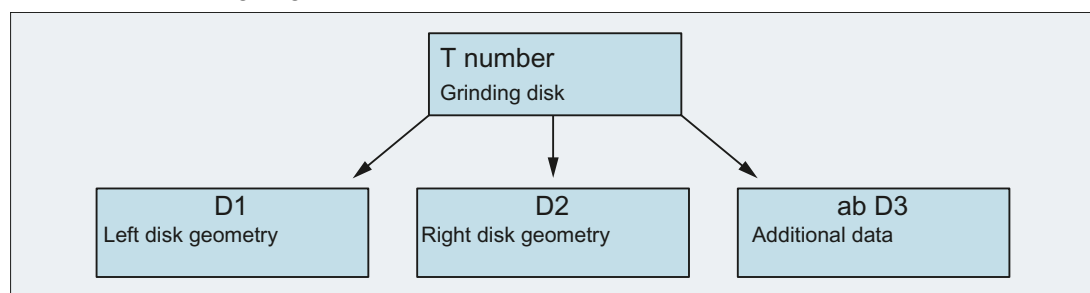 T number
Grinding disk
D1
Left disk geometry
D2
Right disk geometry
ab D3
Additional data